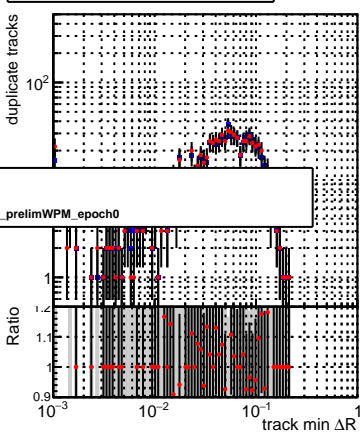 duplicate tracks
10²
_prelimWPM_epoch0
1
Ratio
1.2
1.1
1
0.9
10⁻³
10⁻²
10⁻¹
1
track min ΔR